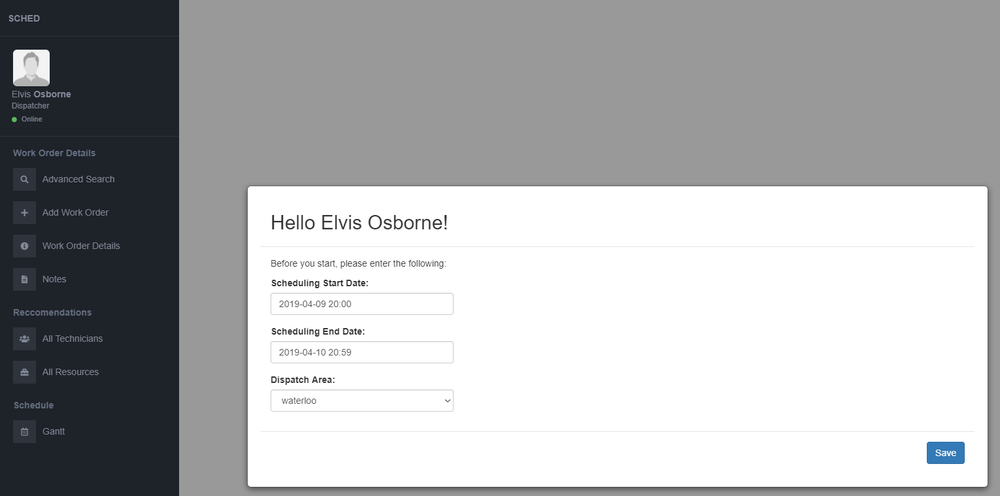 SCHED
Elvis Osborne
Dispatcher
Online
Work Order Details
Advanced Search
Add Work Order
Work Order Details
Notes
Reccomendations
All Technicians
All Resources
Schedule
Gantt
Hello Elvis Osborne!
Before you start, please enter the following:
Scheduling Start Date:
2019-04-09 20:00
Scheduling End Date:
2019-04-10 20:59
Dispatch Area:
waterloo
Save